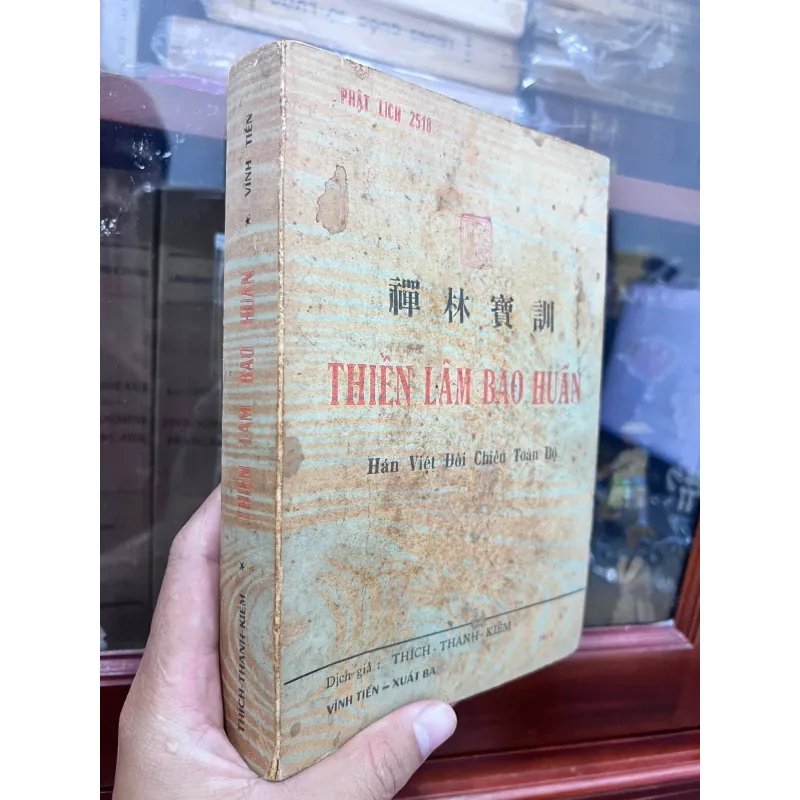 PHẬT LỊCH 2518
禪林寶訓
THIỀN LÂM BẢO HUẤN
Hán Việt Đối Chiếu Toàn Bộ
Dịch giả : THÍCH - THANH - KIỂM
VĨNH TIẾN - XUẤT BẢ
THÍCH-THANH-KIỂM ★ THIỀN LÂM BẢO HUẤN ★ VĨNH TIẾN